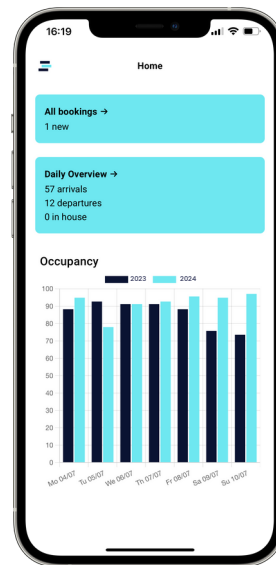 16:19
Home
All bookings →
1 new
Daily Overview →
57 arrivals
12 departures
0 in house
Occupancy
2023 2024
100
90
80
70
60
50
40
30
20
10
0
Mo 04/07 Tu 05/07 We 06/07 Th 07/07 Fr 08/07 Sa 09/07 Su 10/07